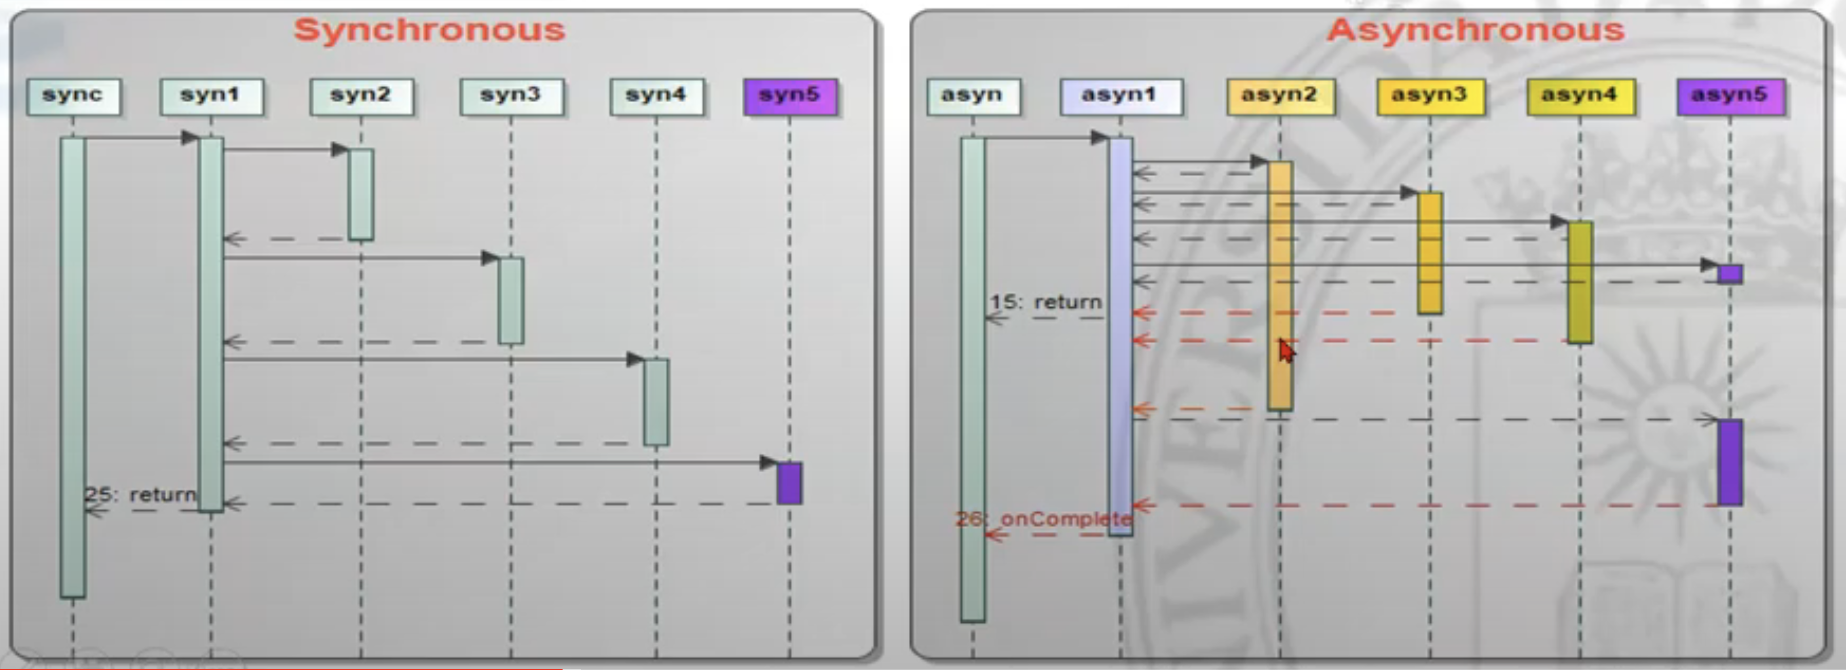 Synchronous
sync
syn1
syn2
syn3
syn4
syn5
25: return
Asynchronous
asyn
asyn1
asyn2
asyn3
asyn4
asyn5
15: return
26: onComplete